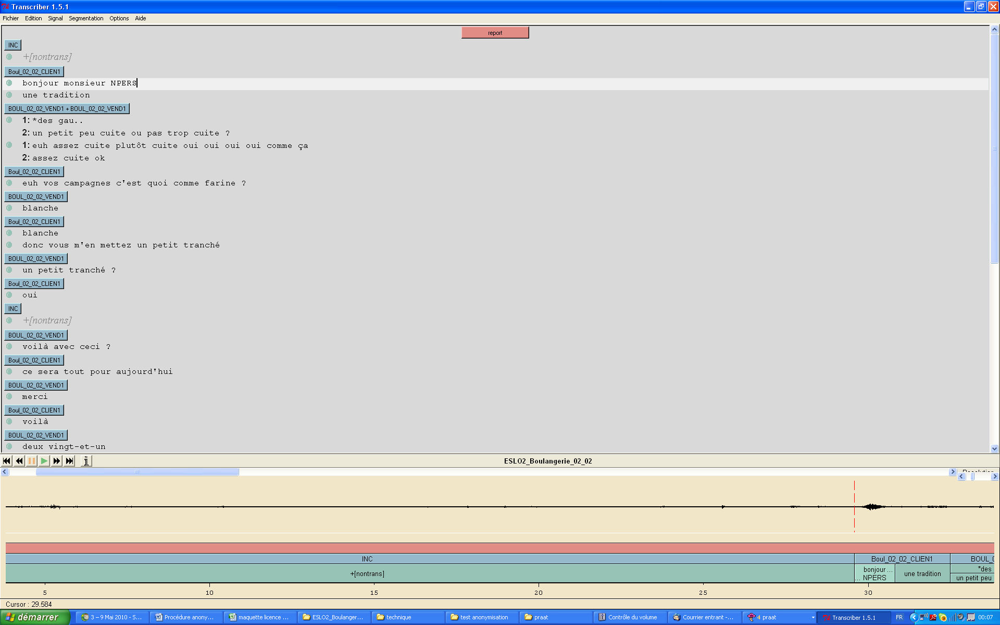 Transcriber 1.5.1
Fichier Edition Signal Segmentation Options Aide
report
INC
+[nontrans]
Boul_02_02_CLIEN1
bonjour monsieur NPERS
une tradition
BOUL_02_02_VEND1 + BOUL_02_02_VEND1
1: *des gau..
2: un petit peu cuite ou pas trop cuite ?
1: euh assez cuite plutôt cuite oui oui oui oui comme ça
2: assez cuite ok
Boul_02_02_CLIEN1
euh vos campagnes c'est quoi comme farine ?
BOUL_02_02_VEND1
blanche
Boul_02_02_CLIEN1
blanche
donc vous m'en mettez un petit tranché
BOUL_02_02_VEND1
un petit tranché ?
Boul_02_02_CLIEN1
oui
INC
+[nontrans]
BOUL_02_02_VEND1
voilà avec ceci ?
Boul_02_02_CLIEN1
ce sera tout pour aujourd'hui
BOUL_02_02_VEND1
merci
Boul_02_02_CLIEN1
voilà
BOUL_02_02_VEND1
deux vingt-et-un
ESLO2_Boulangerie_02_02
INC Boul_02_02_CLIEN1 BOUL_0
+[nontrans] bonjour ... une tradition *des
... NPERS un petit peu
5 10 15 20 25 30
Cursor : 29.584
démarrer 3 – 9 Mai 2010 - S... Procédure anony... maquette licence ... ESLO2_Boulanger... technique test anonymisation praat Contrôle du volume Courrier entrant -... 4 praat Transcriber 1.5.1 FR 00:07